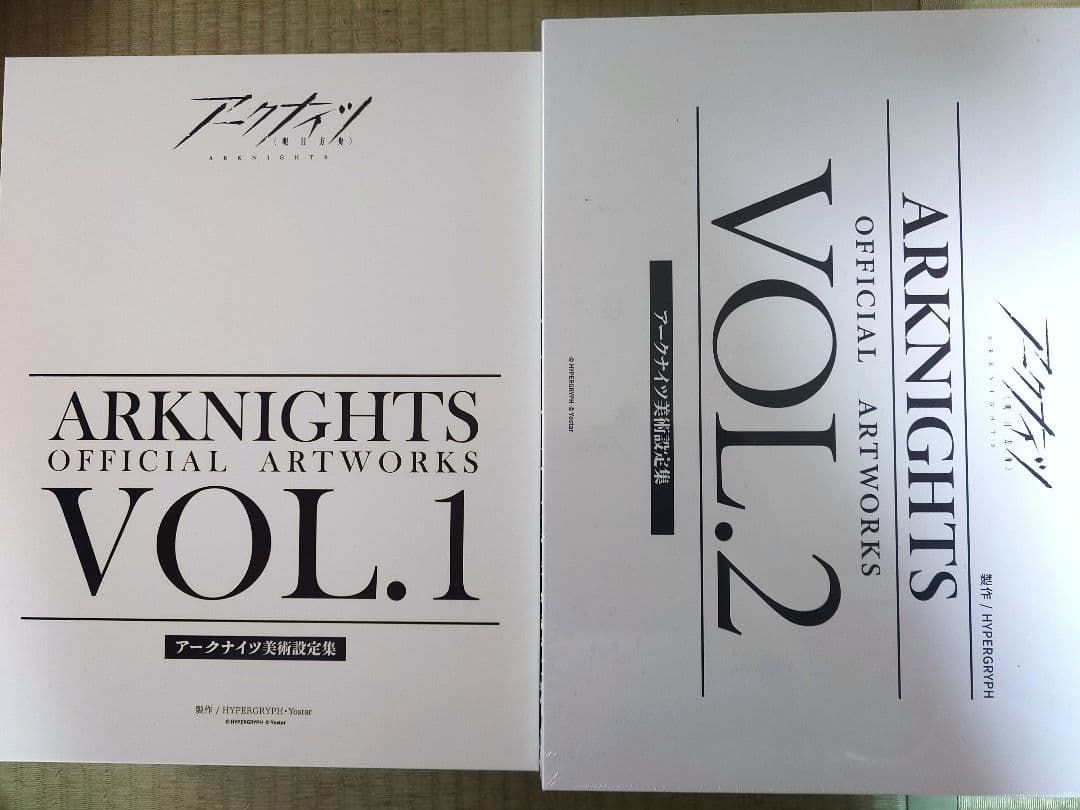 アークナイツ
(明日方舟)
ARKNIGHTS
ARKNIGHTS
OFFICIAL ARTWORKS
VOL.1
アークナイツ美術設定集
製作 / HYPERGRYPH・Yostar
© HYPERGRYPH © Yostar
アークナイツ
(明日方舟)
ARKNIGHTS
製作 / HYPERGRYPH
ARKNIGHTS
OFFICIAL ARTWORKS
VOL.2
アークナイツ美術設定集
© HYPERGRYPH © Yostar